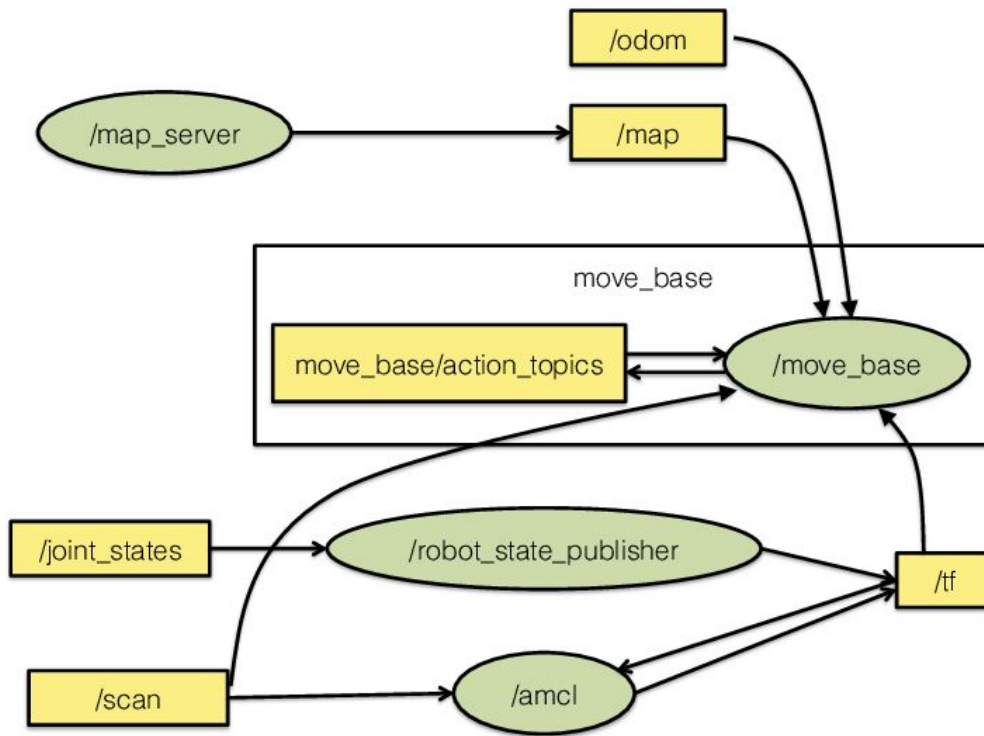 /odom
/map_server
/map
move_base
move_base/action_topics
/move_base
/joint_states
/robot_state_publisher
/tf
/scan
/amcl